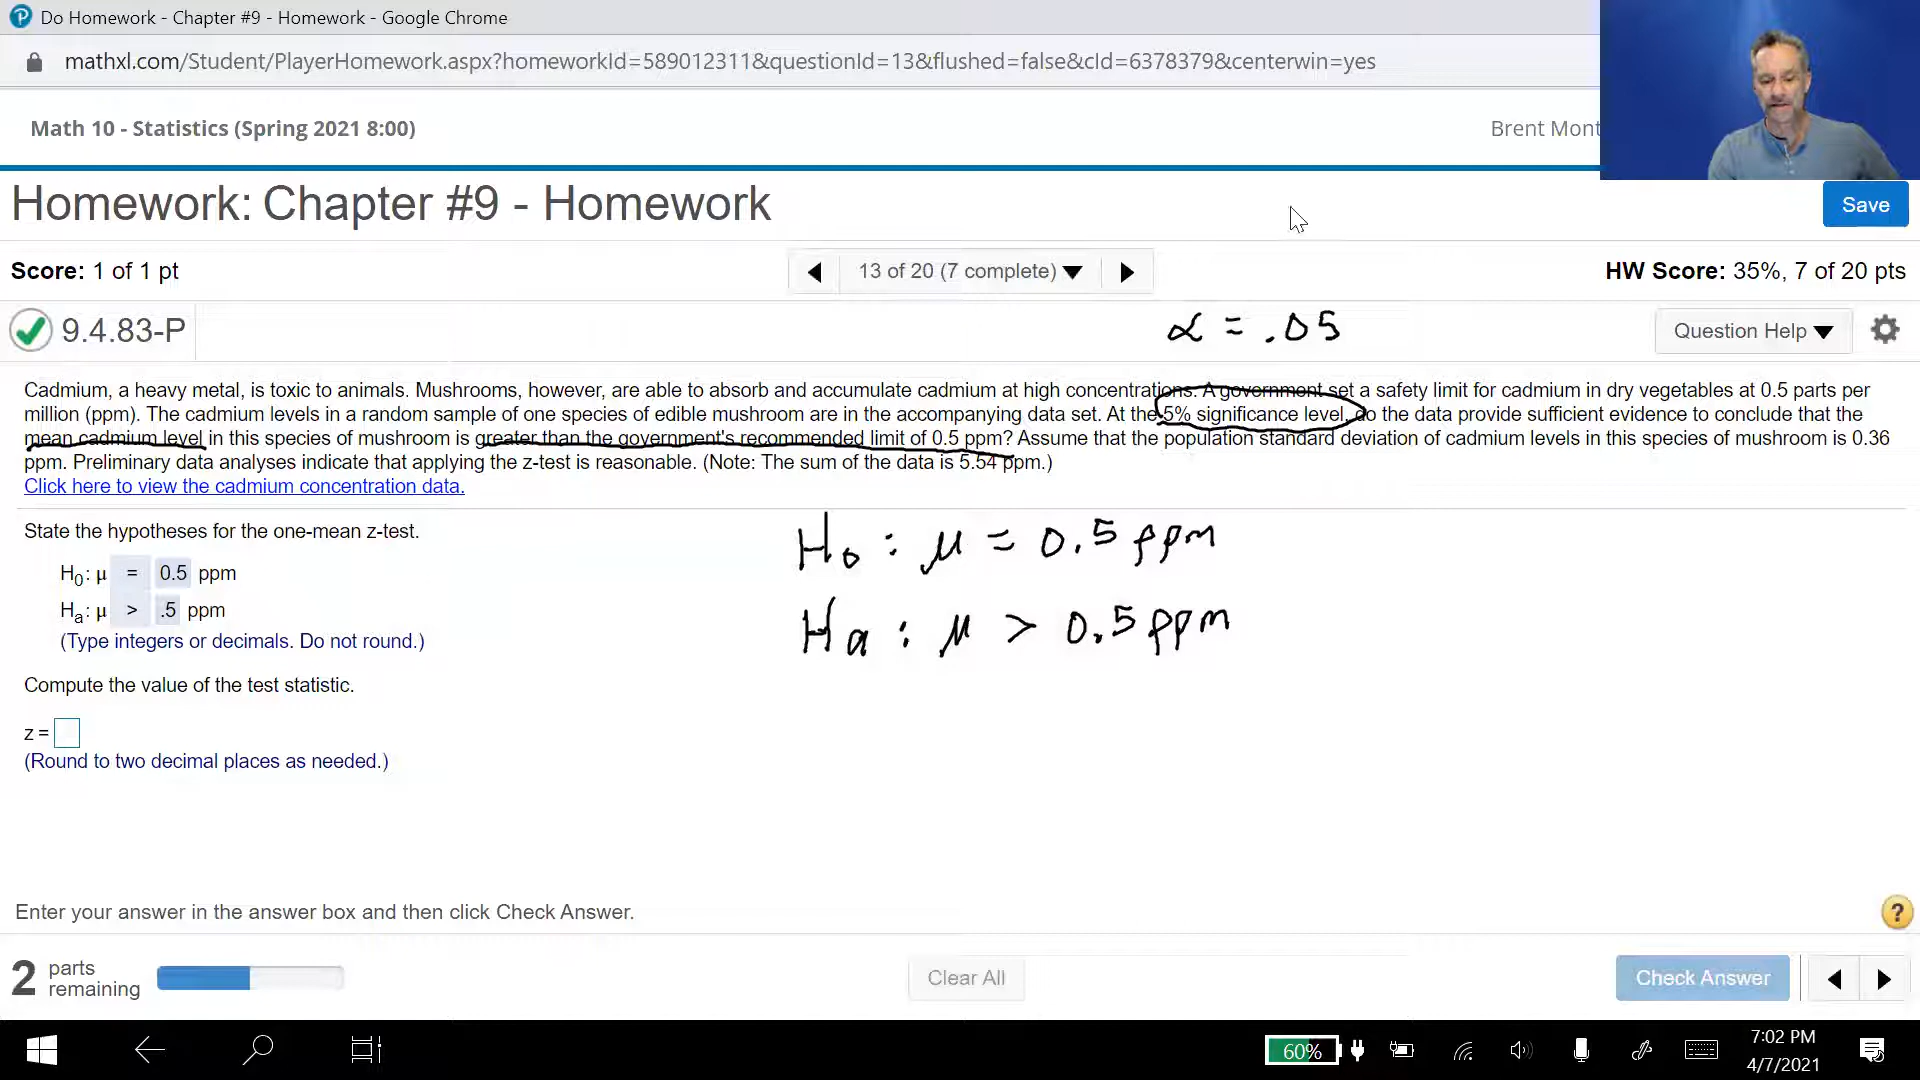 Do Homework - Chapter #9 - Homework - Google Chrome
mathxl.com/Student/PlayerHomework.aspx?homeworkId=589012311&questionId=13&flushed=false&cId=6378379&centerwin=yes
Math 10 - Statistics (Spring 2021 8:00)
Brent Mont
Homework: Chapter #9 - Homework
Save
Score: 1 of 1 pt
13 of 20 (7 complete)
HW Score: 35%, 7 of 20 pts
9.4.83-P
α = .05
Question Help
Cadmium, a heavy metal, is toxic to animals. Mushrooms, however, are able to absorb and accumulate cadmium at high concentrations. A government set a safety limit for cadmium in dry vegetables at 0.5 parts per
million (ppm). The cadmium levels in a random sample of one species of edible mushroom are in the accompanying data set. At the 5% significance level, do the data provide sufficient evidence to conclude that the
mean cadmium level in this species of mushroom is greater than the government's recommended limit of 0.5 ppm? Assume that the population standard deviation of cadmium levels in this species of mushroom is 0.36
ppm. Preliminary data analyses indicate that applying the z-test is reasonable. (Note: The sum of the data is 5.54 ppm.)
Click here to view the cadmium concentration data.
State the hypotheses for the one-mean z-test.
H0: μ = 0.5 ppm
Ha: μ > .5 ppm
(Type integers or decimals. Do not round.)
H0 : μ = 0.5 ppm
Ha : μ > 0.5 ppm
Compute the value of the test statistic.
z =
(Round to two decimal places as needed.)
Enter your answer in the answer box and then click Check Answer.
?
2 parts remaining
Clear All
Check Answer
60%
7:02 PM
4/7/2021